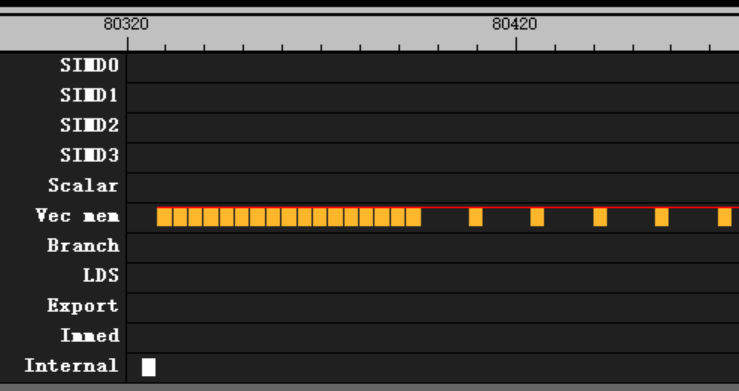 80320 80420
SIMD0
SIMD1
SIMD2
SIMD3
Scalar
Vec mem
Branch
LDS
Export
Immed
Internal